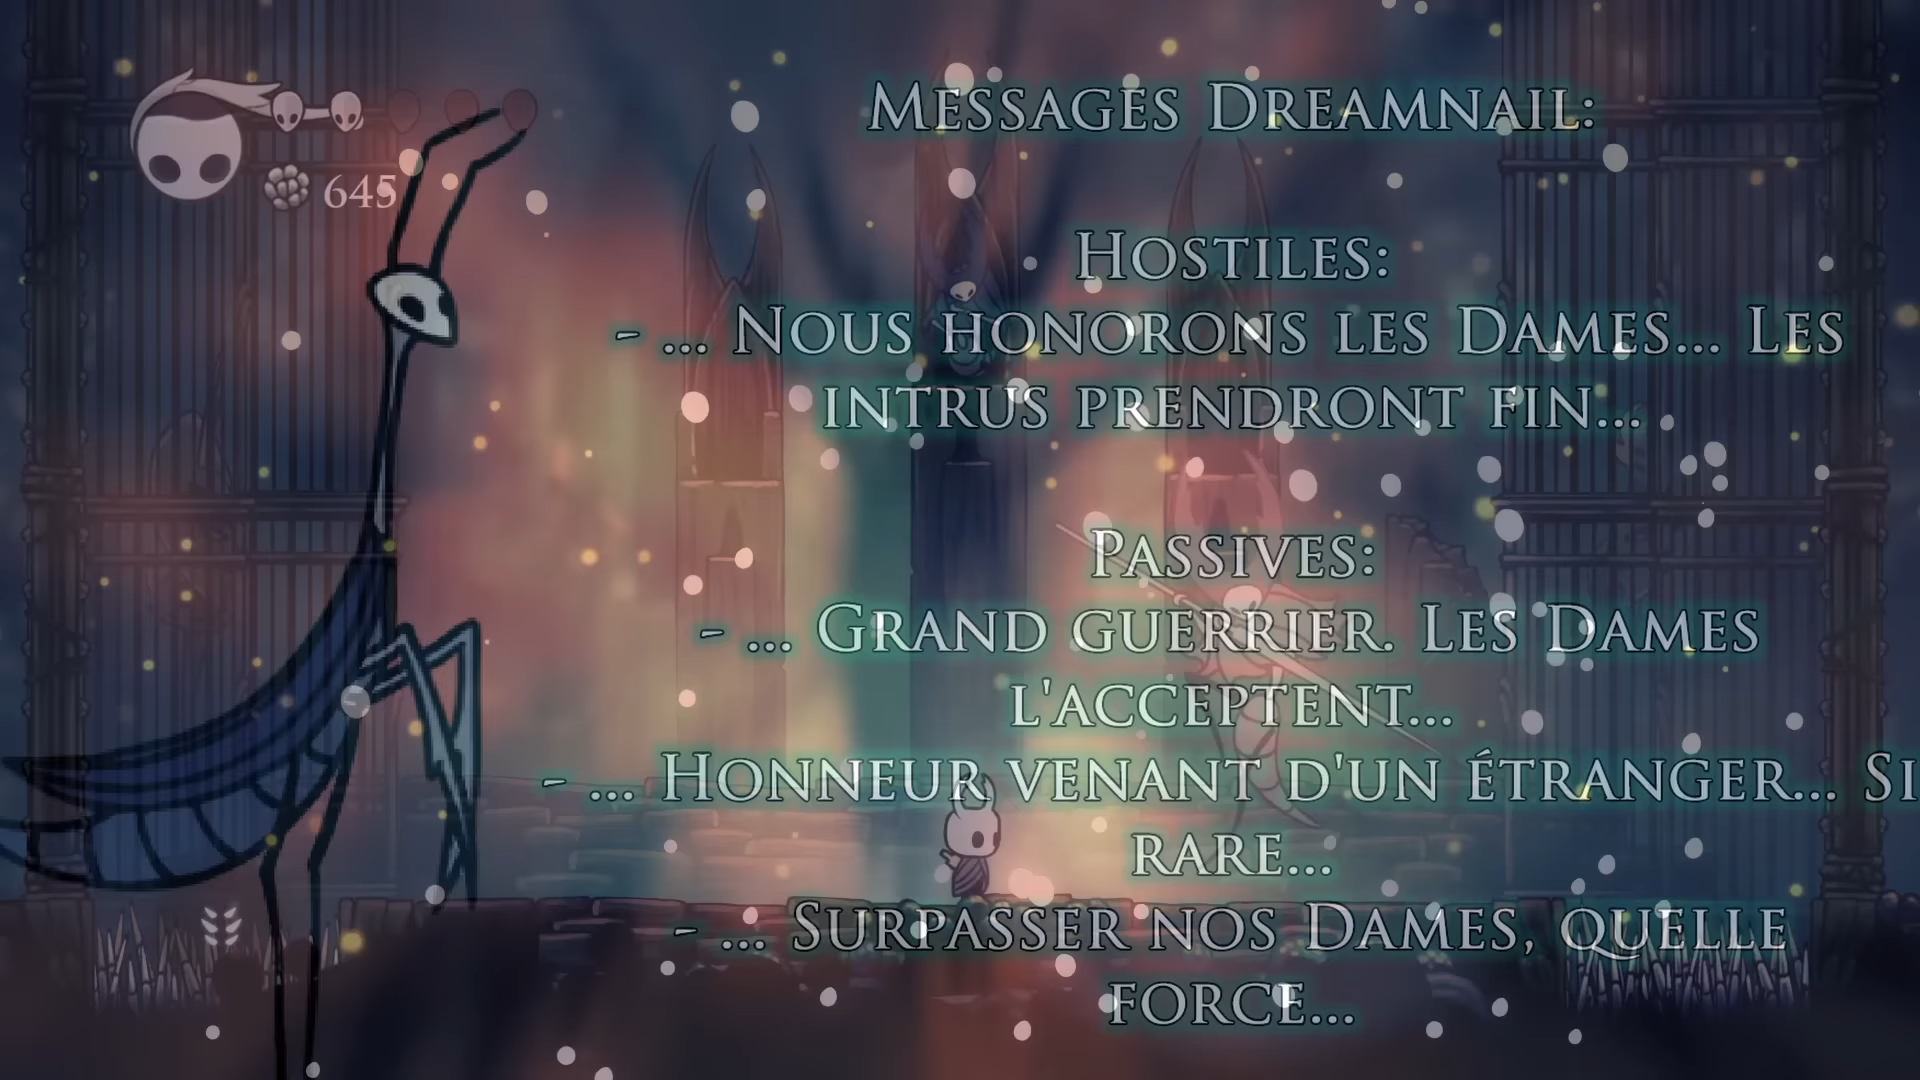 645
Messages Dreamnail:
Hostiles:
- ... Nous honorons les Dames... Les
intrus prendront fin...
Passives:
- ... Grand guerrier. Les Dames
l'acceptent...
- ... Honneur venant d'un étranger... Si
rare...
- ... Surpasser nos Dames, quelle
force...